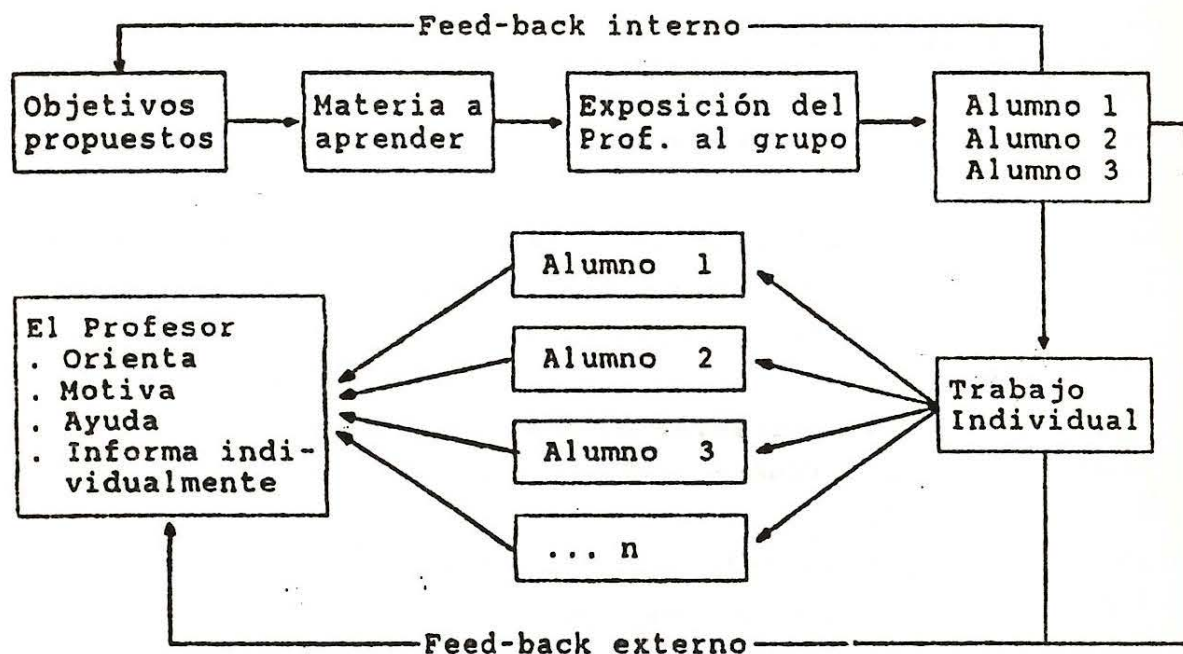 Feed-back interno
Objetivos
propuestos
Materia a
aprender
Exposición del
Prof. al grupo
Alumno 1
Alumno 2
Alumno 3
Alumno 1
Alumno 2
Alumno 3
... n
El Profesor
. Orienta
. Motiva
. Ayuda
. Informa indi-
vidualmente
Trabajo
Individual
Feed-back externo